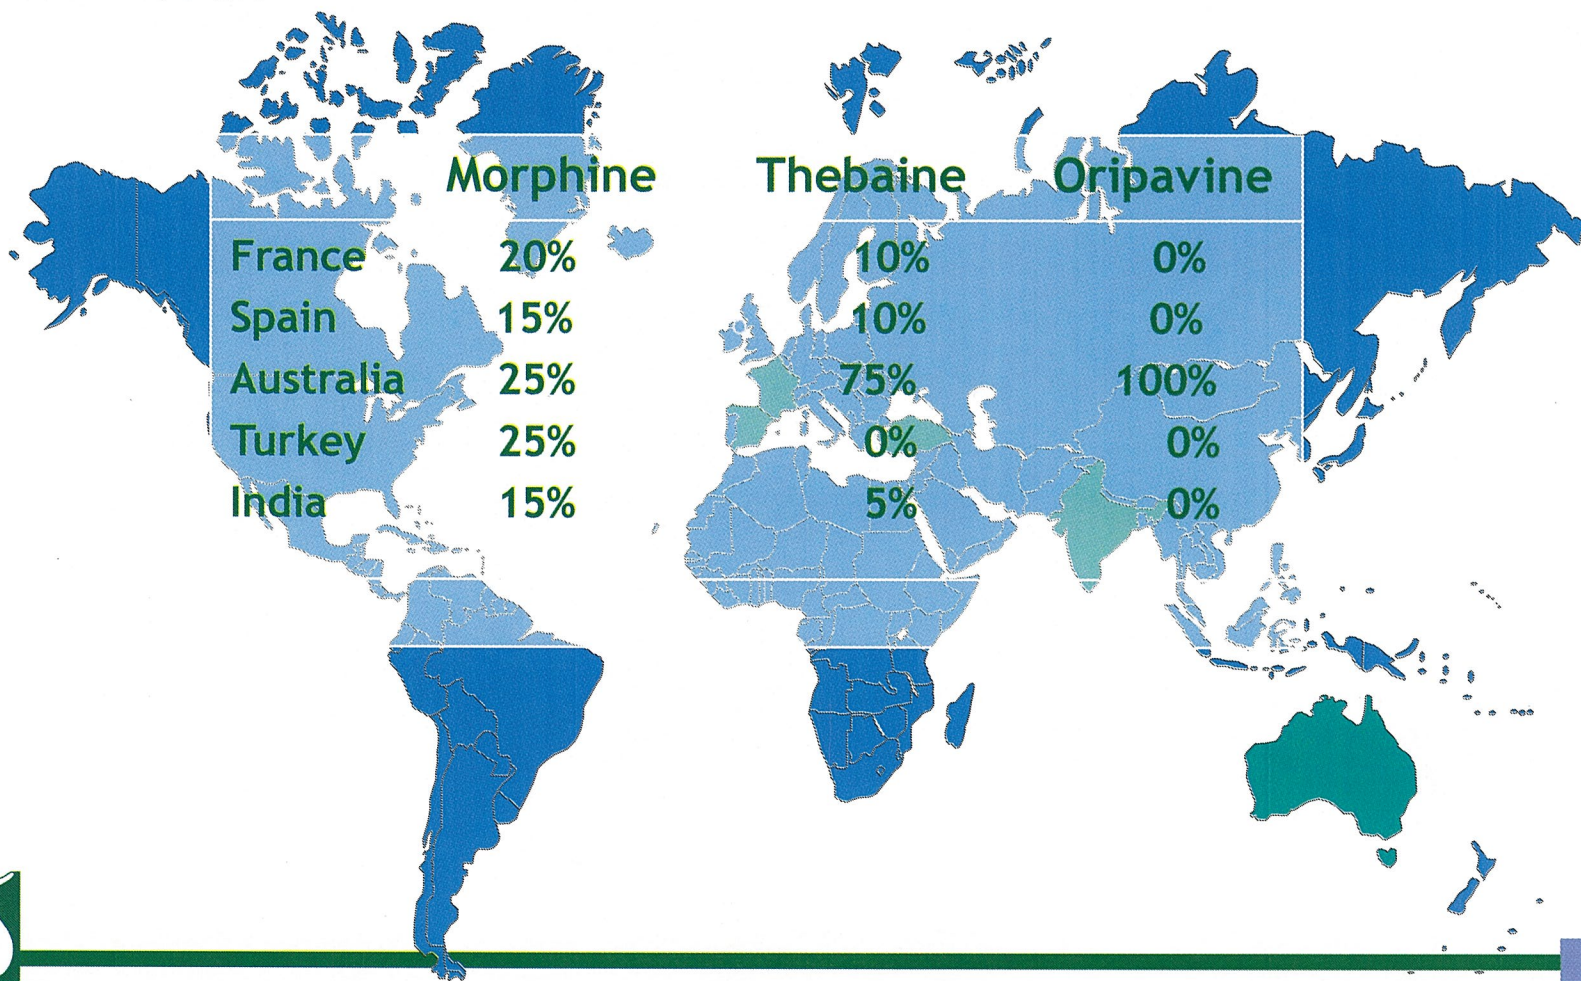 Morphine Thebaine Oripavine
France 20% 10% 0%
Spain 15% 10% 0%
Australia 25% 75% 100%
Turkey 25% 0% 0%
India 15% 5% 0%